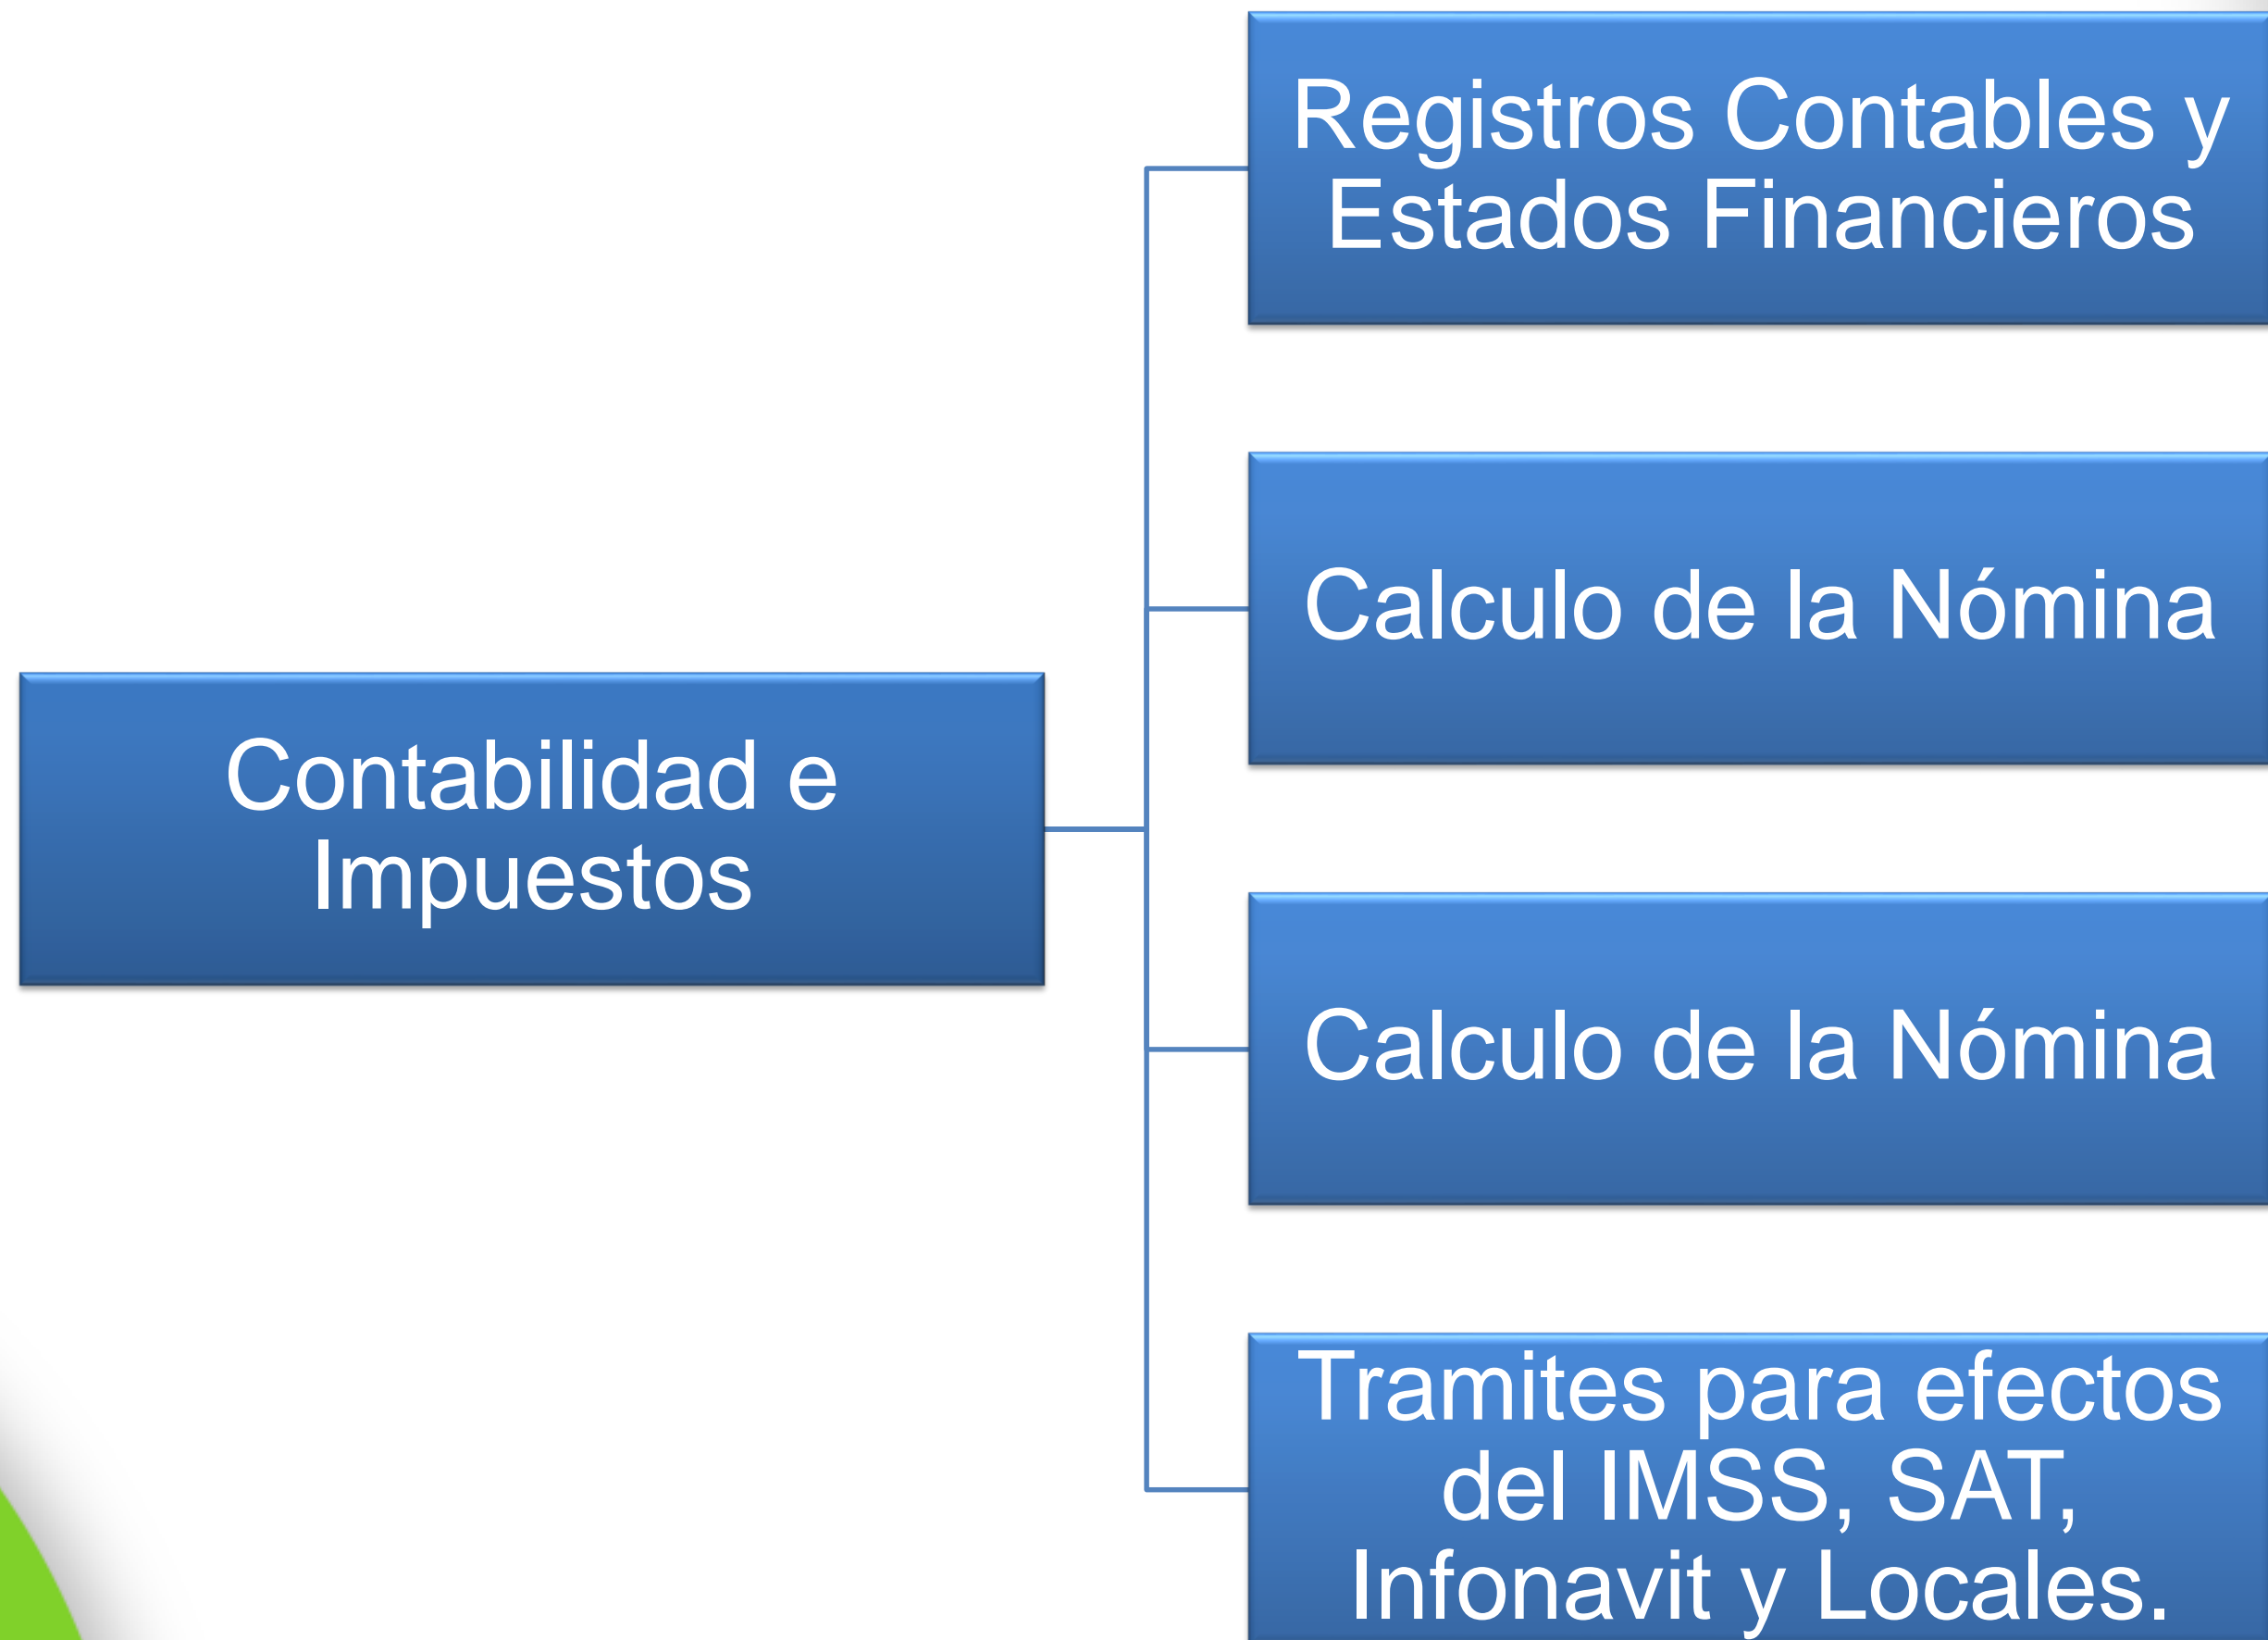 Registros Contables y
Estados Financieros
Calculo de la Nómina
Contabilidad e
Impuestos
Calculo de la Nómina
Tramites para efectos
del IMSS, SAT,
Infonavit y Locales.